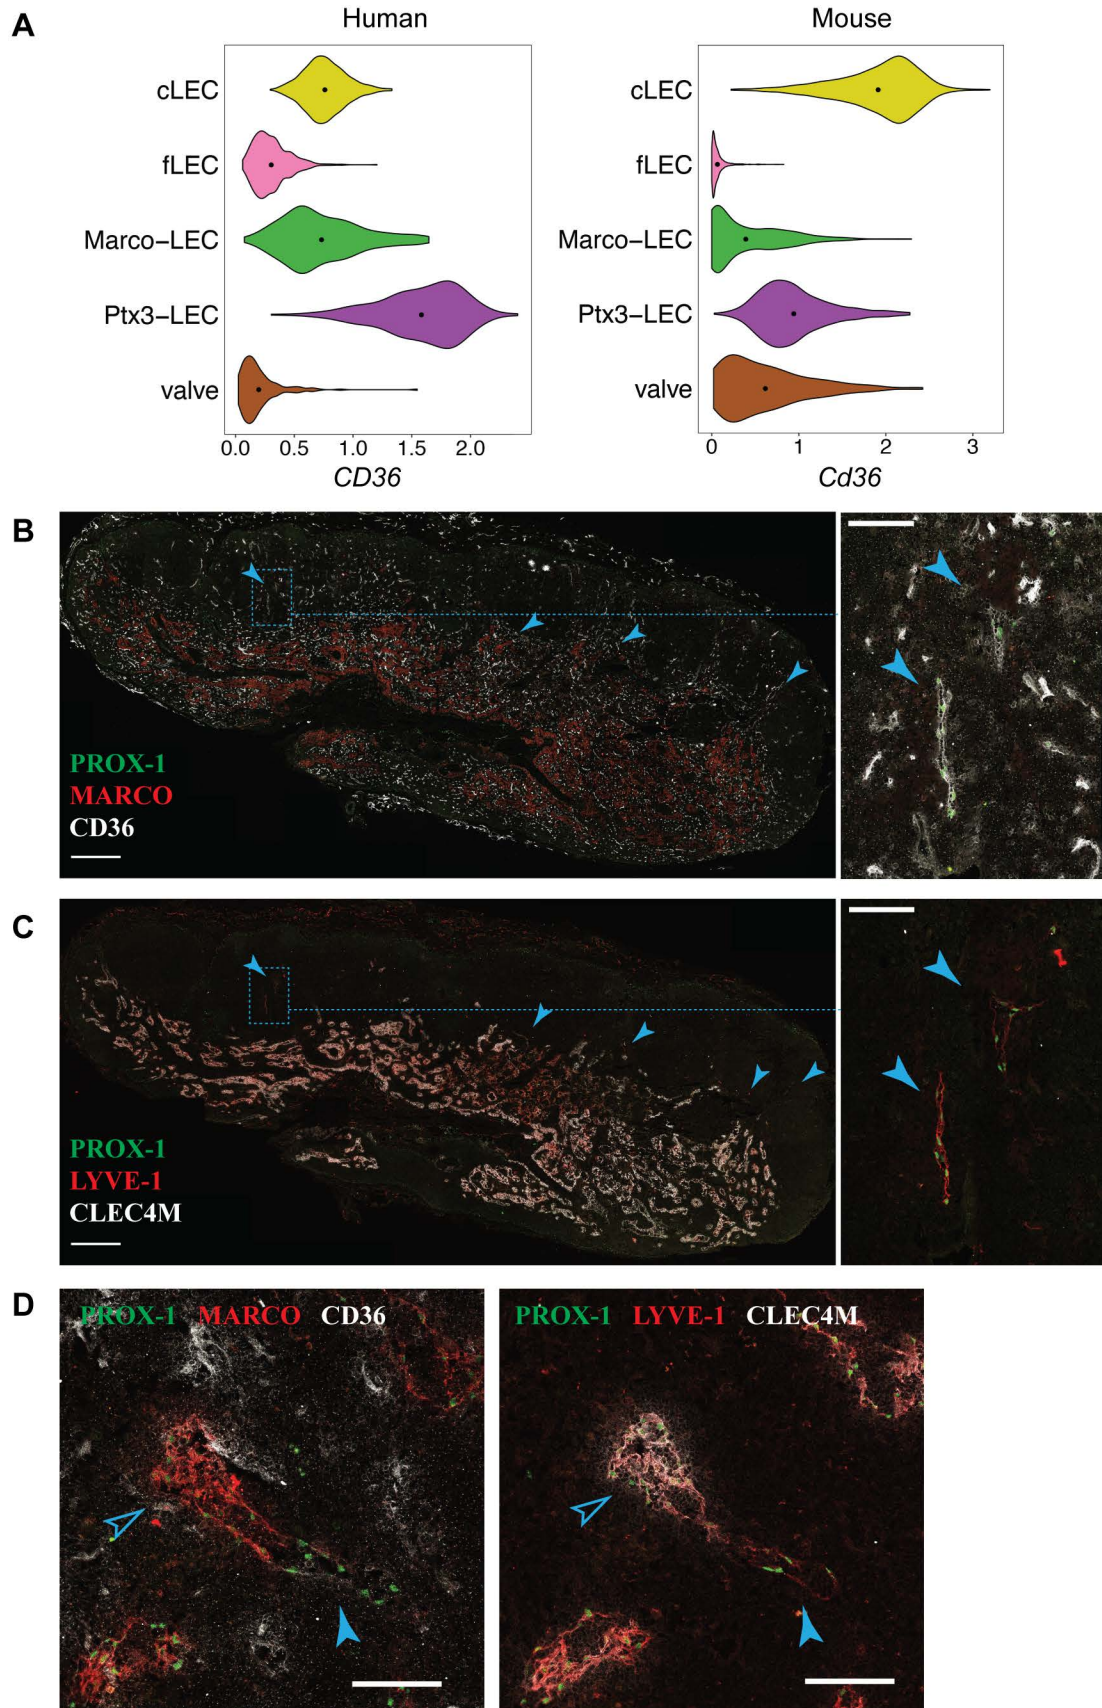 A
Human
Mouse
cLEC
fLEC
Marco-LEC
Ptx3-LEC
valve
0.0 0.5 1.0 1.5 2.0
CD36
cLEC
fLEC
Marco-LEC
Ptx3-LEC
valve
0 1 2 3
Cd36
B
PROX-1
MARCO
CD36
C
PROX-1
LYVE-1
CLEC4M
D
PROX-1 MARCO CD36
PROX-1 LYVE-1 CLEC4M